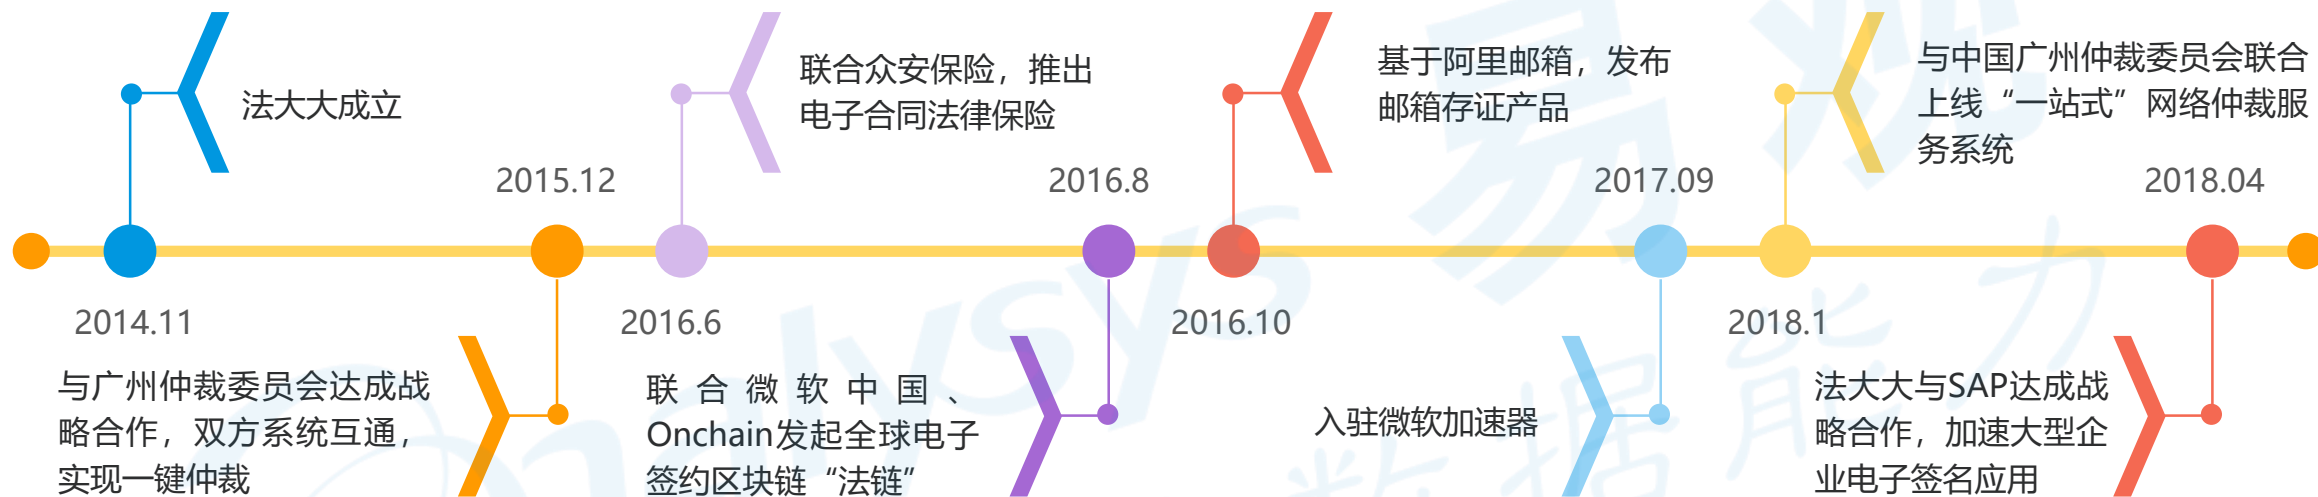 法大大成立
2014.11
2015.12
与广州仲裁委员会达成战
略合作，双方系统互通，
实现一键仲裁
联合众安保险，推出
电子合同法律保险
2016.6
2016.8
联合微软中国、
Onchain发起全球电子
签约区块链“法链”
基于阿里邮箱，发布
邮箱存证产品
2016.10
2017.09
入驻微软加速器
与中国广州仲裁委员会联合
上线“一站式”网络仲裁服
务系统
2018.1
2018.04
法大大与SAP达成战
略合作，加速大型企
业电子签名应用
易观
analysys
数据能力